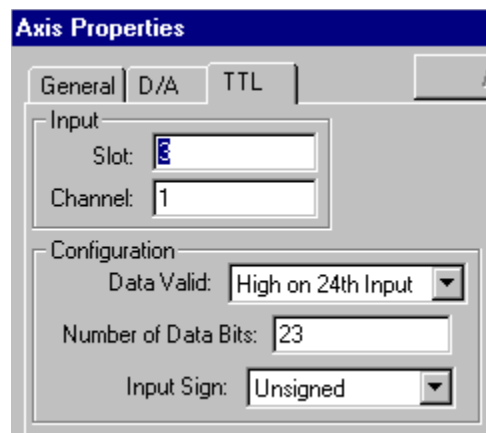 Axis Properties
General D/A TTL
Input
Slot: 3
Channel: 1
Configuration
Data Valid: High on 24th Input
Number of Data Bits: 23
Input Sign: Unsigned